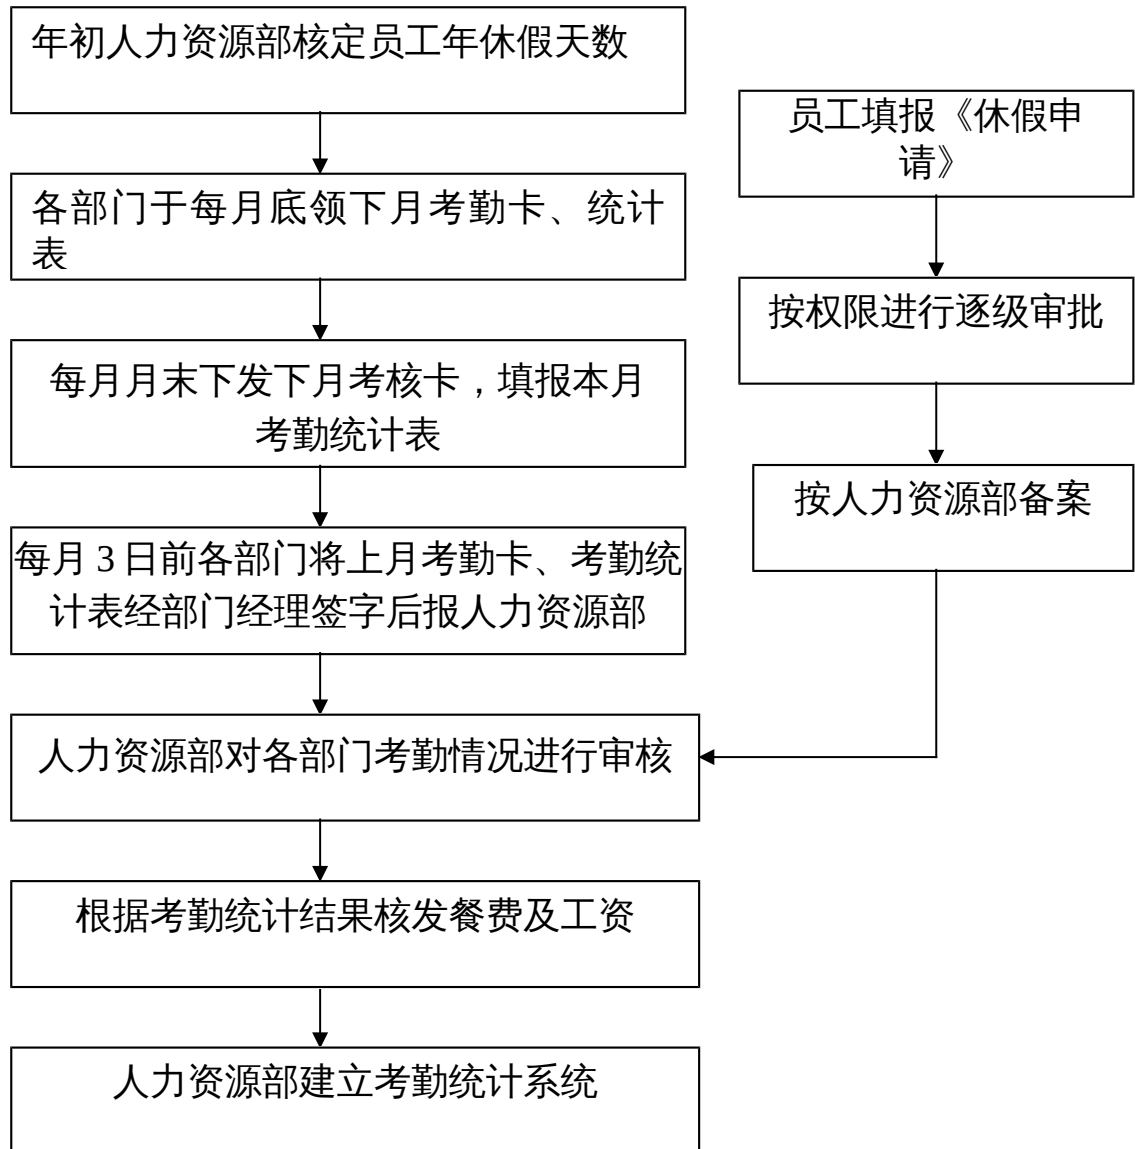 年初人力资源部核定员工年休假天数
各部门于每月底领下月考勤卡、统计
表
每月月末下发下月考核卡，填报本月
考勤统计表
每月 3 日前各部门将上月考勤卡、考勤统
计表经部门经理签字后报人力资源部
人力资源部对各部门考勤情况进行审核
根据考勤统计结果核发餐费及工资
人力资源部建立考勤统计系统
员工填报《休假申
请》
按权限进行逐级审批
按人力资源部备案